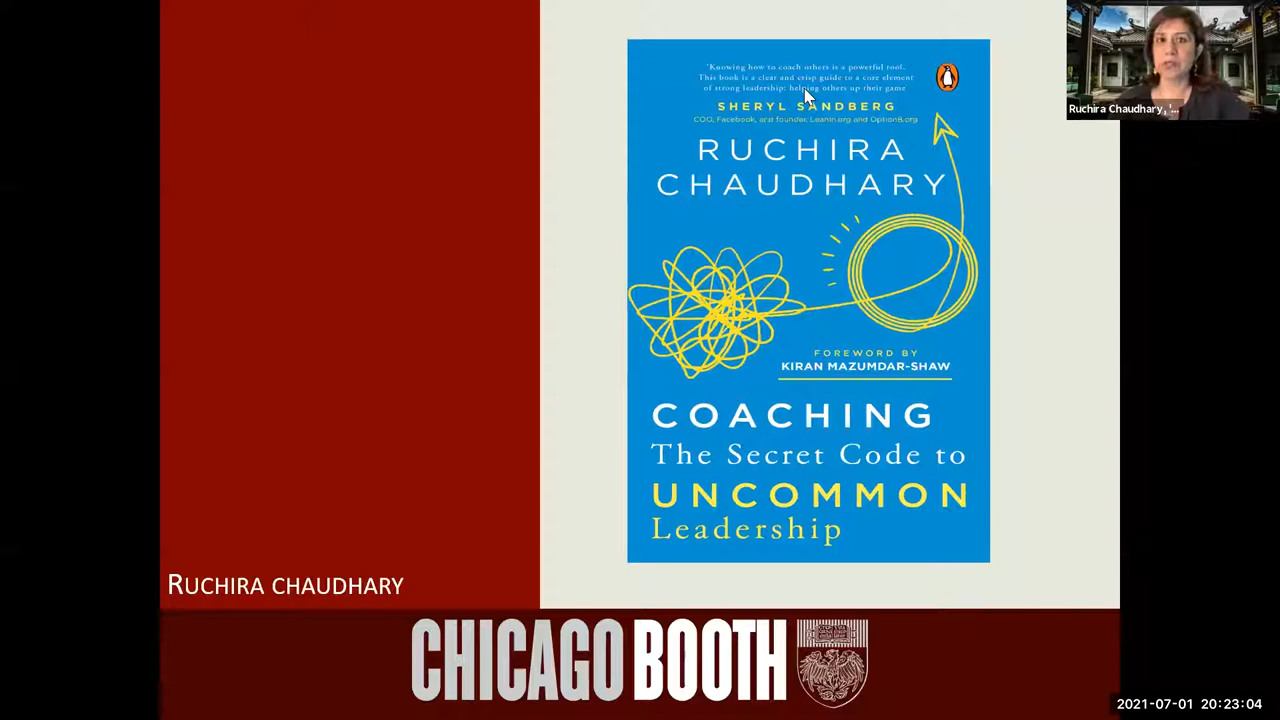 'Knowing how to coach others is a powerful tool.
This book is a clear and crisp guide to a core element
of strong leadership: helping others up their game
SHERYL SANDBERG
COO, Facebook, and founder, LeanIn.org and OptionB.org
RUCHIRA
CHAUDHARY
FOREWORD BY
KIRAN MAZUMDAR-SHAW
COACHING
The Secret Code to
UNCOMMON
Leadership
RUCHIRA CHAUDHARY
CHICAGO BOOTH
Ruchira Chaudhary, '...
2021-07-01 20:23:04